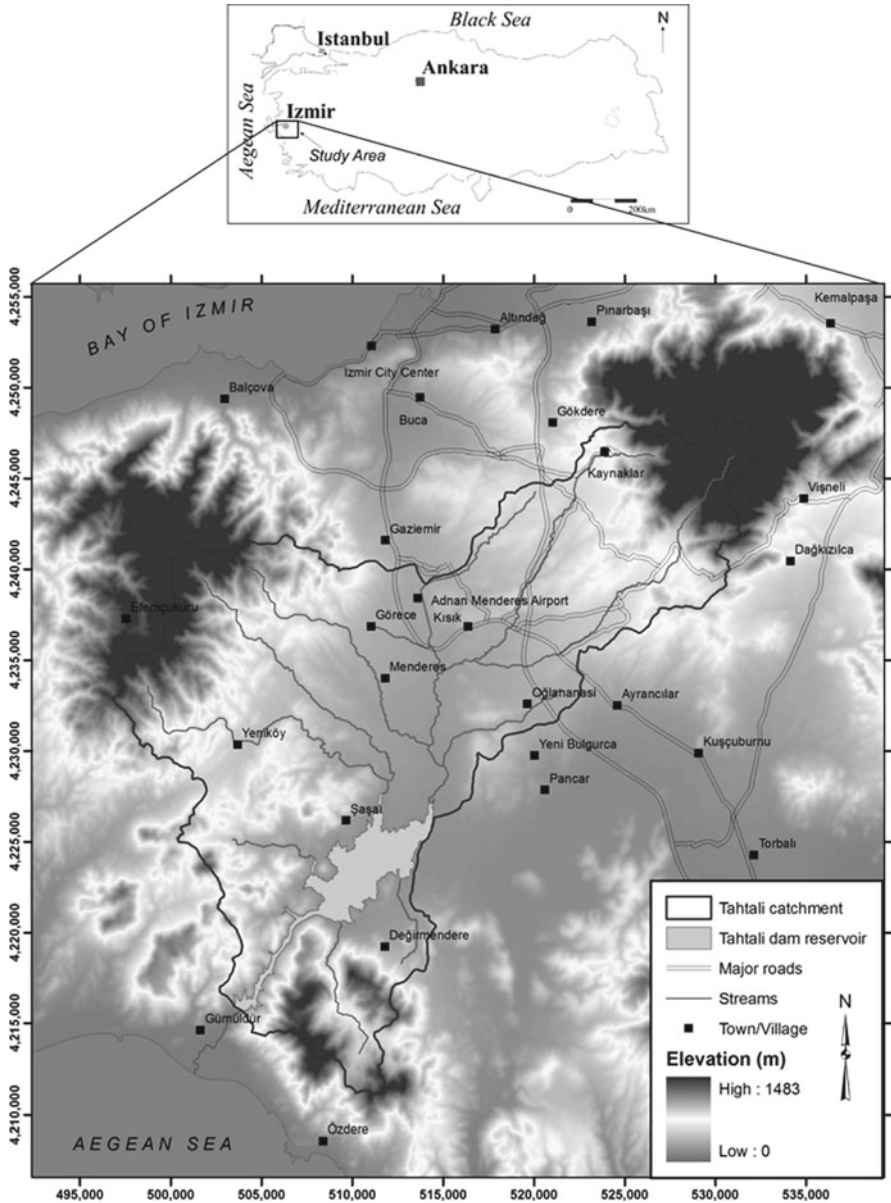 Black Sea
N
Istanbul
Ankara
Aegean Sea
Izmir
Study Area
Mediterranean Sea
0 200km
4,255,000
4,250,000
4,245,000
4,240,000
4,235,000
4,230,000
4,225,000
4,220,000
4,215,000
4,210,000
BAY OF IZMIR
Kemalpaşa
Altındağ
Pınarbaşı
Izmir City Center
Balçova
Buca
Gökdere
Kaynaklar
Vişneli
Gaziemir
Dağkızılca
Efemçukuru
Adnan Menderes Airport
Görece
Kısık
Menderes
Oğlananası
Ayrancılar
Yeniköy
Yeni Bulgurca
Kuşçuburnu
Pancar
Şaşal
Torbalı
Değirmendere
Gümüldür
AEGEAN SEA
Özdere
Tahtali catchment
Tahtali dam reservoir
Major roads
Streams
Town/Village
N
Elevation (m)
High : 1483
Low : 0
495,000 500,000 505,000 510,000 515,000 520,000 525,000 530,000 535,000